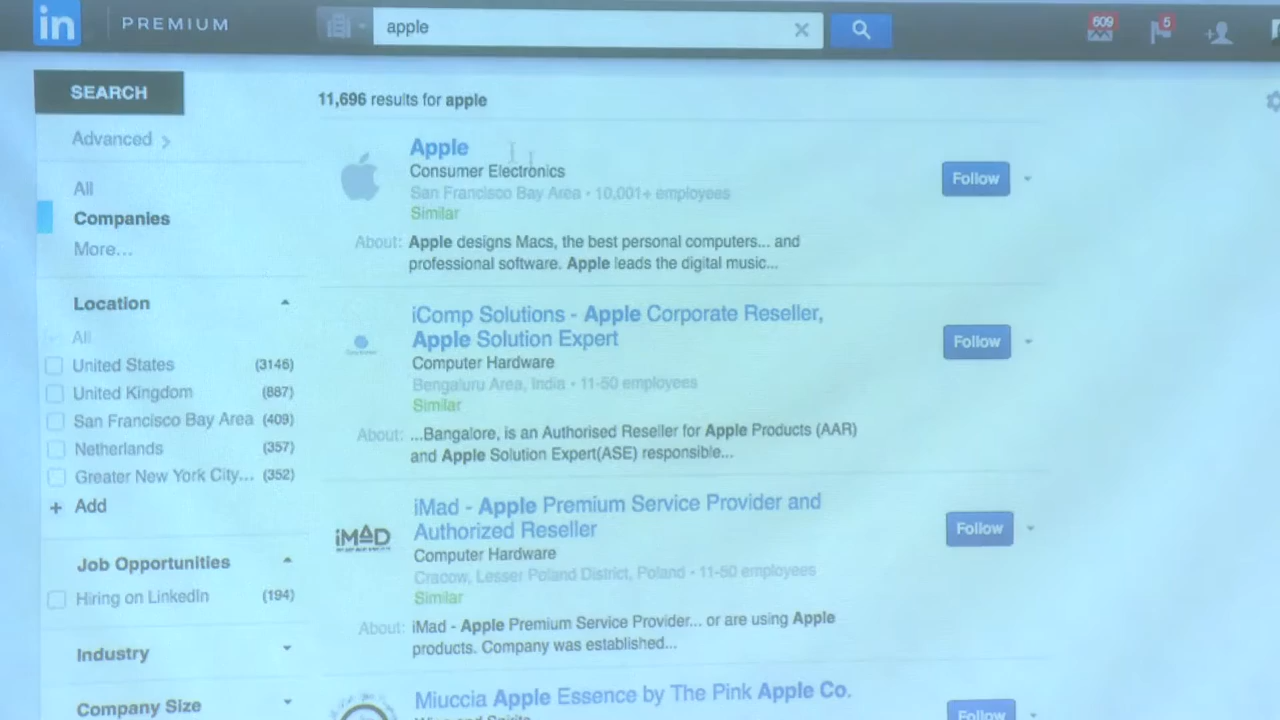 in PREMIUM apple 509 5
SEARCH
11,696 results for apple
Advanced >
All
Companies
More...
Location
All
United States (3145)
United Kingdom (887)
San Francisco Bay Area (409)
Netherlands (357)
Greater New York City... (352)
+ Add
Job Opportunities
Hiring on LinkedIn (194)
Industry
Company Size
Apple
Consumer Electronics
San Francisco Bay Area • 10,001+ employees
Similar
Follow
About: Apple designs Macs, the best personal computers... and
professional software. Apple leads the digital music...
iComp Solutions - Apple Corporate Reseller,
Apple Solution Expert
Computer Hardware
Bengaluru Area, India • 11-50 employees
Similar
Follow
About: ...Bangalore, is an Authorised Reseller for Apple Products (AAR)
and Apple Solution Expert(ASE) responsible...
iMAD
iMad - Apple Premium Service Provider and
Authorized Reseller
Computer Hardware
Cracow, Lesser Poland District, Poland • 11-50 employees
Similar
Follow
About: iMad - Apple Premium Service Provider... or are using Apple
products. Company was established...
Miuccia Apple Essence by The Pink Apple Co.
Wine and Spirits
Follow